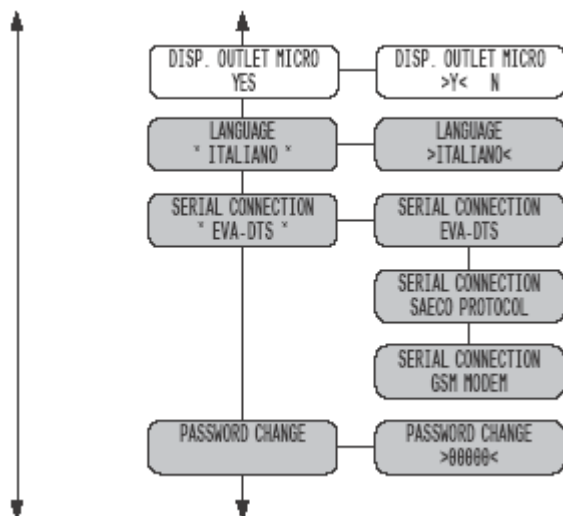 DISP. OUTLET MICRO
YES
DISP. OUTLET MICRO
>Y< N
LANGUAGE
* ITALIANO *
LANGUAGE
>ITALIANO<
SERIAL CONNECTION
* EVA-DTS *
SERIAL CONNECTION
EVA-DTS
SERIAL CONNECTION
SAECO PROTOCOL
SERIAL CONNECTION
GSM MODEM
PASSWORD CHANGE
PASSWORD CHANGE
>00000<